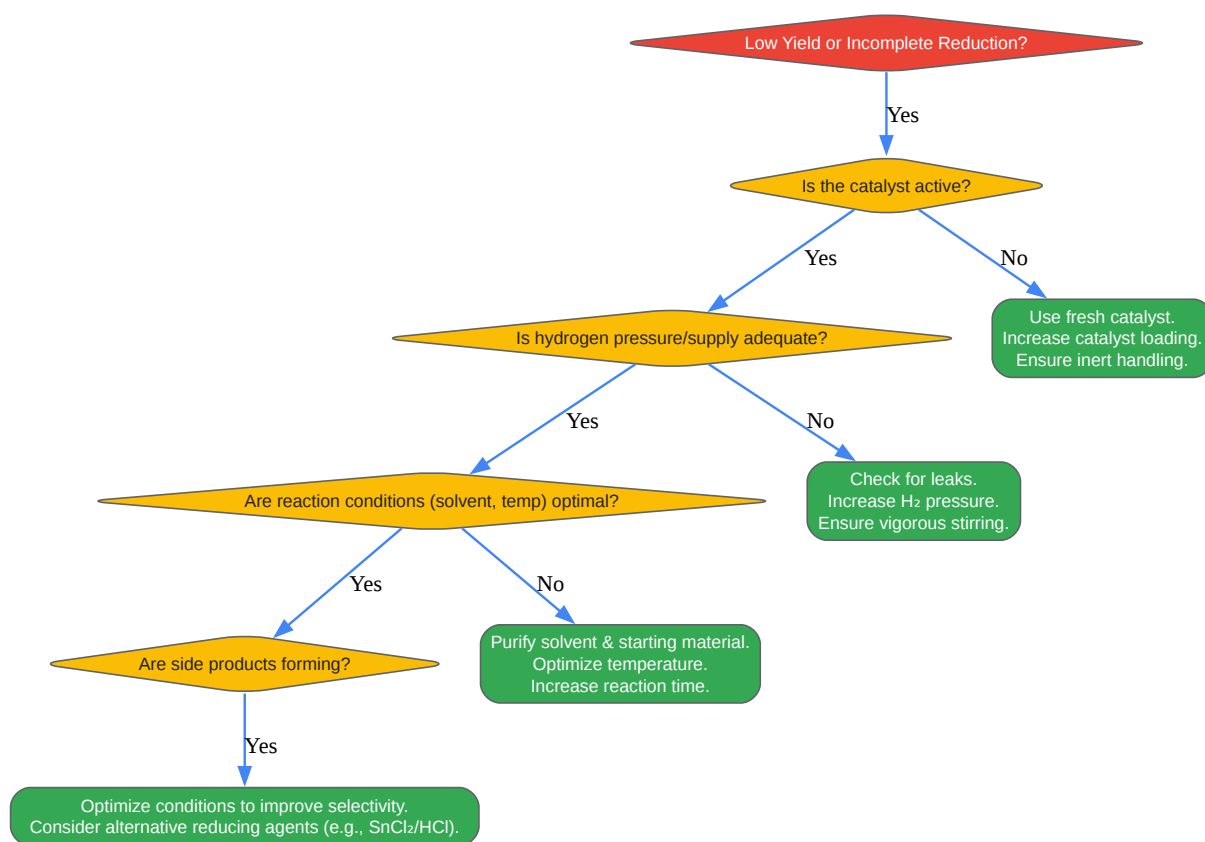 Low Yield or Incomplete Reduction?
Yes
Is the catalyst active?
Yes
No
Is hydrogen pressure/supply adequate?
Use fresh catalyst.
Increase catalyst loading.
Ensure inert handling.
Yes
No
Are reaction conditions (solvent, temp) optimal?
Check for leaks.
Increase H₂ pressure.
Ensure vigorous stirring.
Yes
No
Are side products forming?
Purify solvent & starting material.
Optimize temperature.
Increase reaction time.
Yes
Optimize conditions to improve selectivity.
Consider alternative reducing agents (e.g., SnCl₂/HCl).